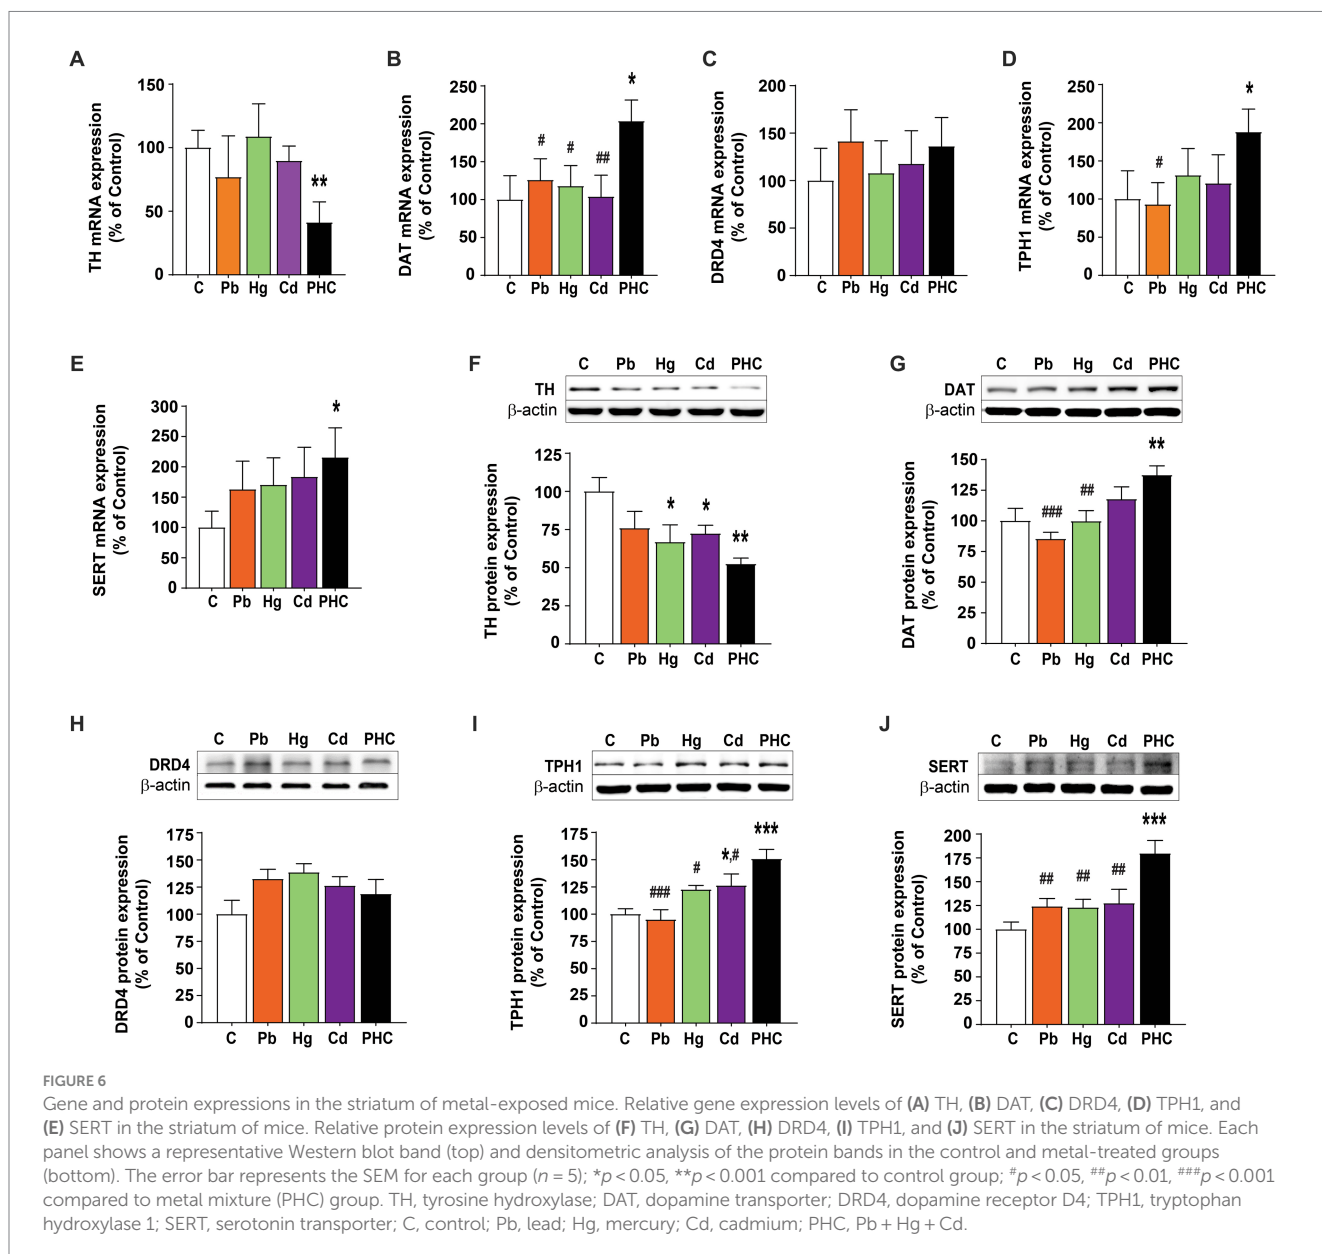 A
TH mRNA expression
(% of Control)
150
100
50
0
**
C Pb Hg Cd PHC
B
DAT mRNA expression
(% of Control)
250
200
150
100
50
0
# # ## *
C Pb Hg Cd PHC
C
DRD4 mRNA expression
(% of Control)
200
150
100
50
0
C Pb Hg Cd PHC
D
TPH1 mRNA expression
(% of Control)
250
200
150
100
50
0
# *
C Pb Hg Cd PHC
E
SERT mRNA expression
(% of Control)
300
250
200
150
100
50
0
*
C Pb Hg Cd PHC
F
C Pb Hg Cd PHC
TH
β-actin
TH protein expression
(% of Control)
125
100
75
50
25
0
* * **
C Pb Hg Cd PHC
G
C Pb Hg Cd PHC
DAT
β-actin
DAT protein expression
(% of Control)
150
125
100
75
50
25
0
### ## **
C Pb Hg Cd PHC
H
C Pb Hg Cd PHC
DRD4
β-actin
DRD4 protein expression
(% of Control)
175
150
125
100
75
50
25
0
C Pb Hg Cd PHC
I
C Pb Hg Cd PHC
TPH1
β-actin
TPH1 protein expression
(% of Control)
175
150
125
100
75
50
25
0
### # *,# ***
C Pb Hg Cd PHC
J
C Pb Hg Cd PHC
SERT
β-actin
SERT protein expression
(% of Control)
200
175
150
125
100
75
50
25
0
## ## ## ***
C Pb Hg Cd PHC
FIGURE 6
Gene and protein expressions in the striatum of metal-exposed mice. Relative gene expression levels of (A) TH, (B) DAT, (C) DRD4, (D) TPH1, and
(E) SERT in the striatum of mice. Relative protein expression levels of (F) TH, (G) DAT, (H) DRD4, (I) TPH1, and (J) SERT in the striatum of mice. Each
panel shows a representative Western blot band (top) and densitometric analysis of the protein bands in the control and metal-treated groups
(bottom). The error bar represents the SEM for each group (n = 5); *p < 0.05, **p < 0.001 compared to control group; #p < 0.05, ##p < 0.01, ###p < 0.001
compared to metal mixture (PHC) group. TH, tyrosine hydroxylase; DAT, dopamine transporter; DRD4, dopamine receptor D4; TPH1, tryptophan
hydroxylase 1; SERT, serotonin transporter; C, control; Pb, lead; Hg, mercury; Cd, cadmium; PHC, Pb + Hg + Cd.